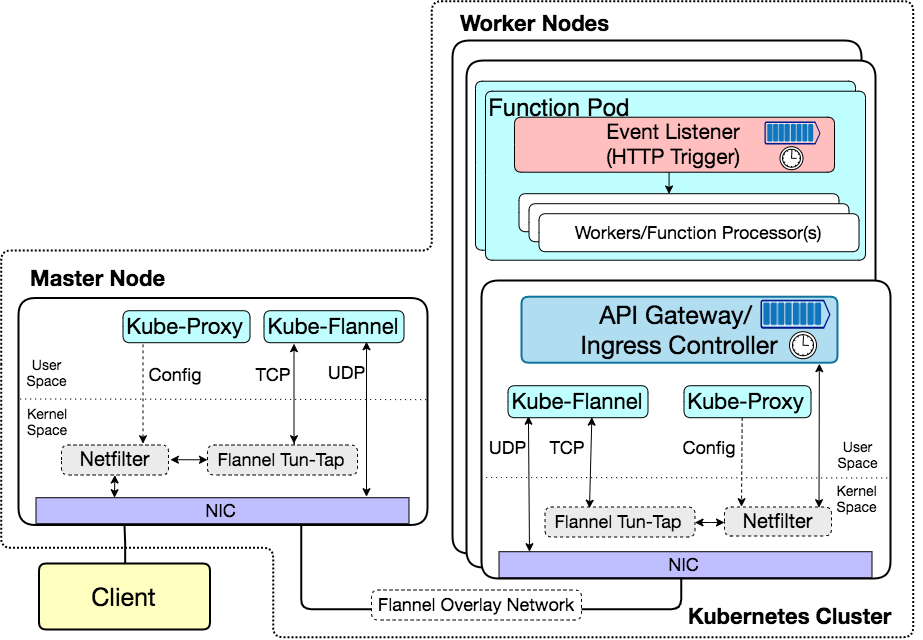 Worker Nodes
Function Pod
Event Listener
(HTTP Trigger)
Workers/Function Processor(s)
Master Node
Kube-Proxy
Kube-Flannel
User
Space
Config
TCP
UDP
Kernel
Space
Netfilter
Flannel Tun-Tap
NIC
Client
API Gateway/
Ingress Controller
Kube-Flannel
Kube-Proxy
UDP
TCP
Config
User
Space
Kernel
Space
Flannel Tun-Tap
Netfilter
NIC
Flannel Overlay Network
Kubernetes Cluster